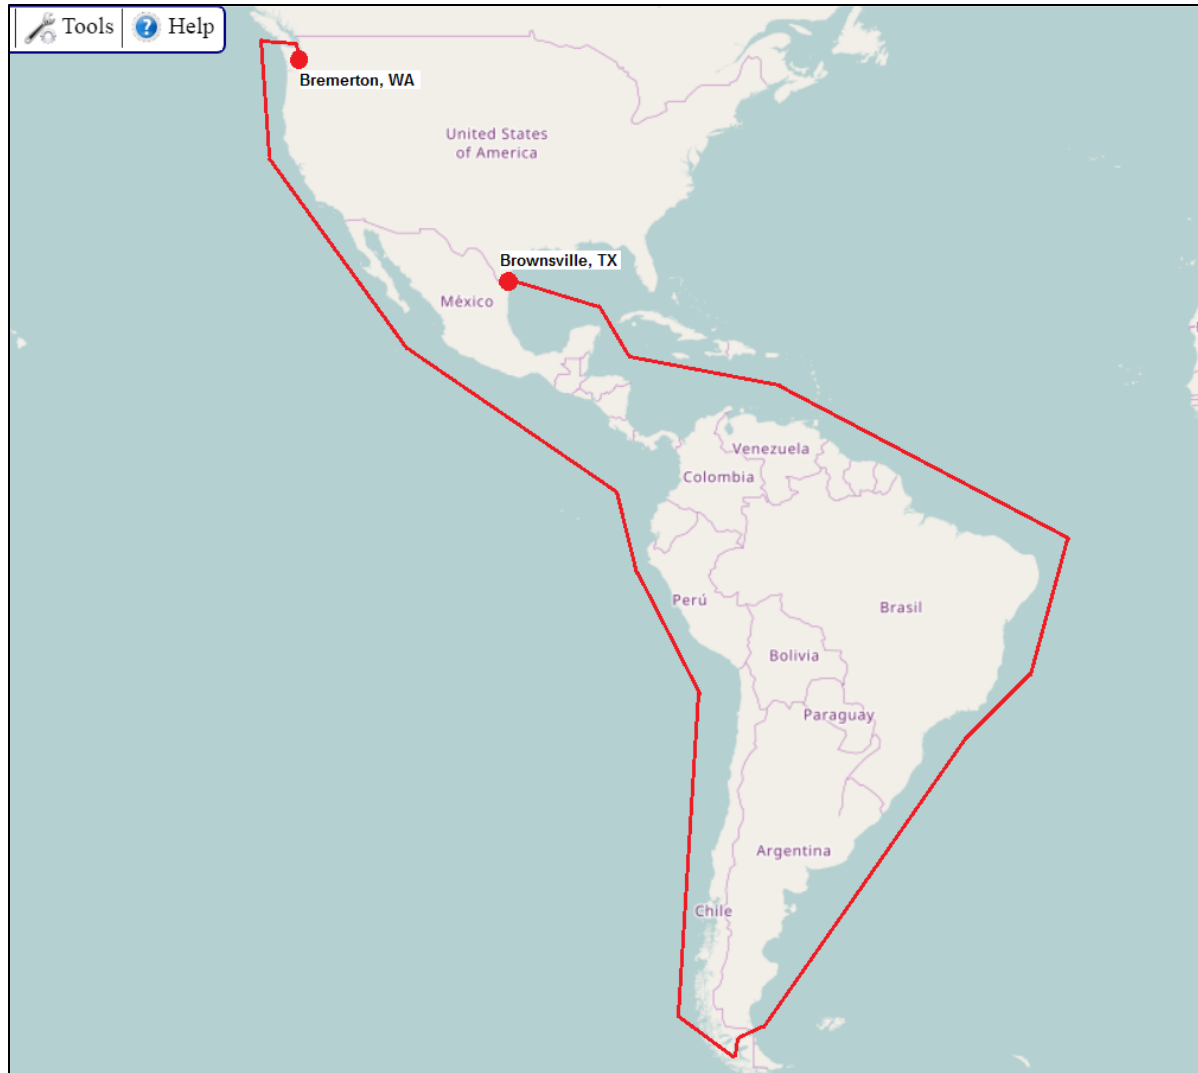 Tools
Help
Bremerton, WA
United States
of America
Brownsville, TX
México
Venezuela
Colombia
Perú
Brasil
Bolivia
Paraguay
Argentina
Chile